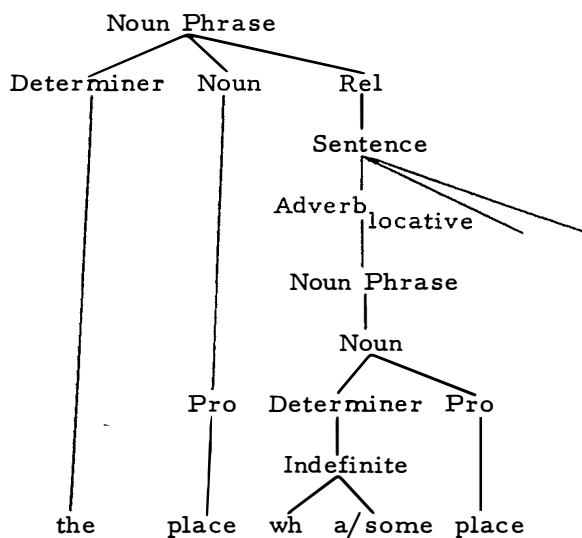 Noun Phrase
Determiner Noun Rel
Sentence
Adverb locative
Noun Phrase
Noun
Pro Determiner Pro
Indefinite
the place wh a/some place